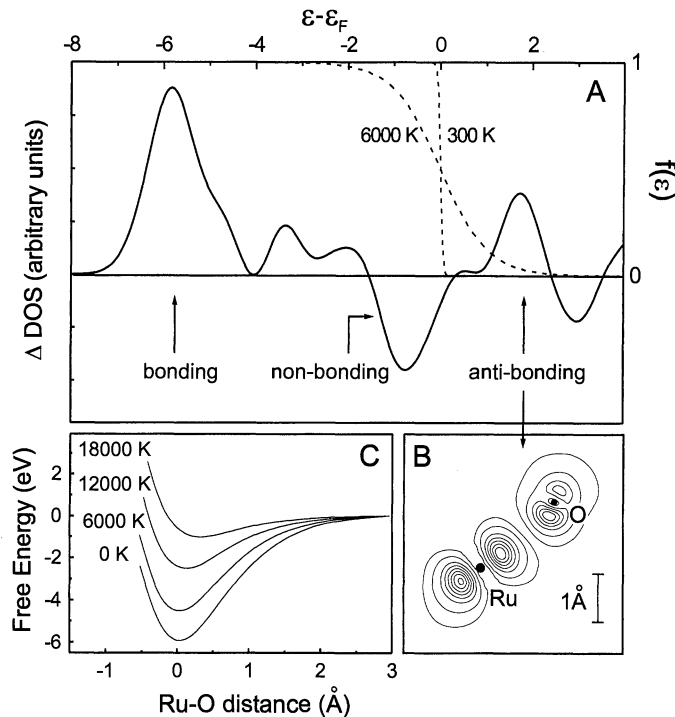 ε-ε_F
-8 -6 -4 -2 0 2
A
1
6000 K 300 K
Δ DOS (arbitrary units)
f(ε)
0
bonding non-bonding anti-bonding
18000 K
12000 K
6000 K
0 K
C
Free Energy (eV)
2
0
-2
-4
-6
-1 0 1 2 3
Ru-O distance (Å)
B
O
Ru
1Å